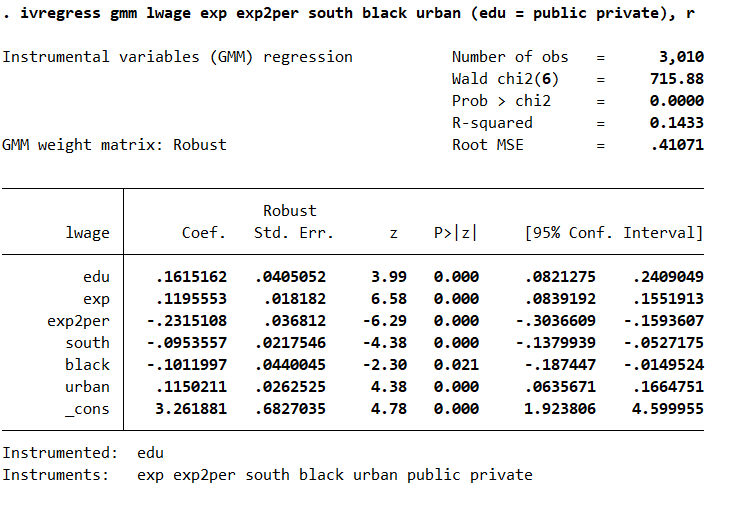 . ivregress gmm lwage exp exp2per south black urban (edu = public private), r
Instrumental variables (GMM) regression Number of obs = 3,010
Wald chi2(6) = 715.88
Prob > chi2 = 0.0000
R-squared = 0.1433
GMM weight matrix: Robust Root MSE = .41071
Robust
lwage Coef. Std. Err. z P>|z| [95% Conf. Interval]
edu .1615162 .0405052 3.99 0.000 .0821275 .2409049
exp .1195553 .018182 6.58 0.000 .0839192 .1551913
exp2per -.2315108 .036812 -6.29 0.000 -.3036609 -.1593607
south -.0953557 .0217546 -4.38 0.000 -.1379939 -.0527175
black -.1011997 .0440045 -2.30 0.021 -.187447 -.0149524
urban .1150211 .0262525 4.38 0.000 .0635671 .1664751
_cons 3.261881 .6827035 4.78 0.000 1.923806 4.599955
Instrumented: edu
Instruments: exp exp2per south black urban public private